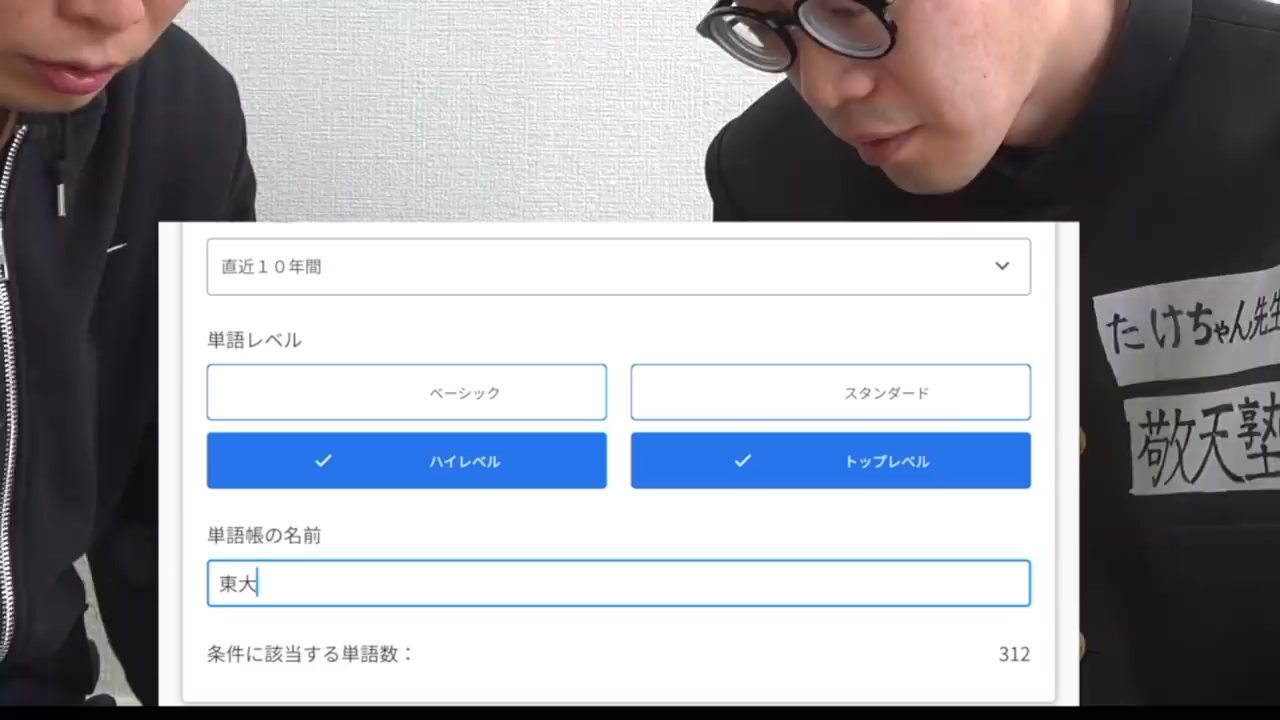 直近１０年間
単語レベル
ベーシック
スタンダード
ハイレベル
トップレベル
単語帳の名前
東大
条件に該当する単語数：
312
たけちゃん先生
敬天塾